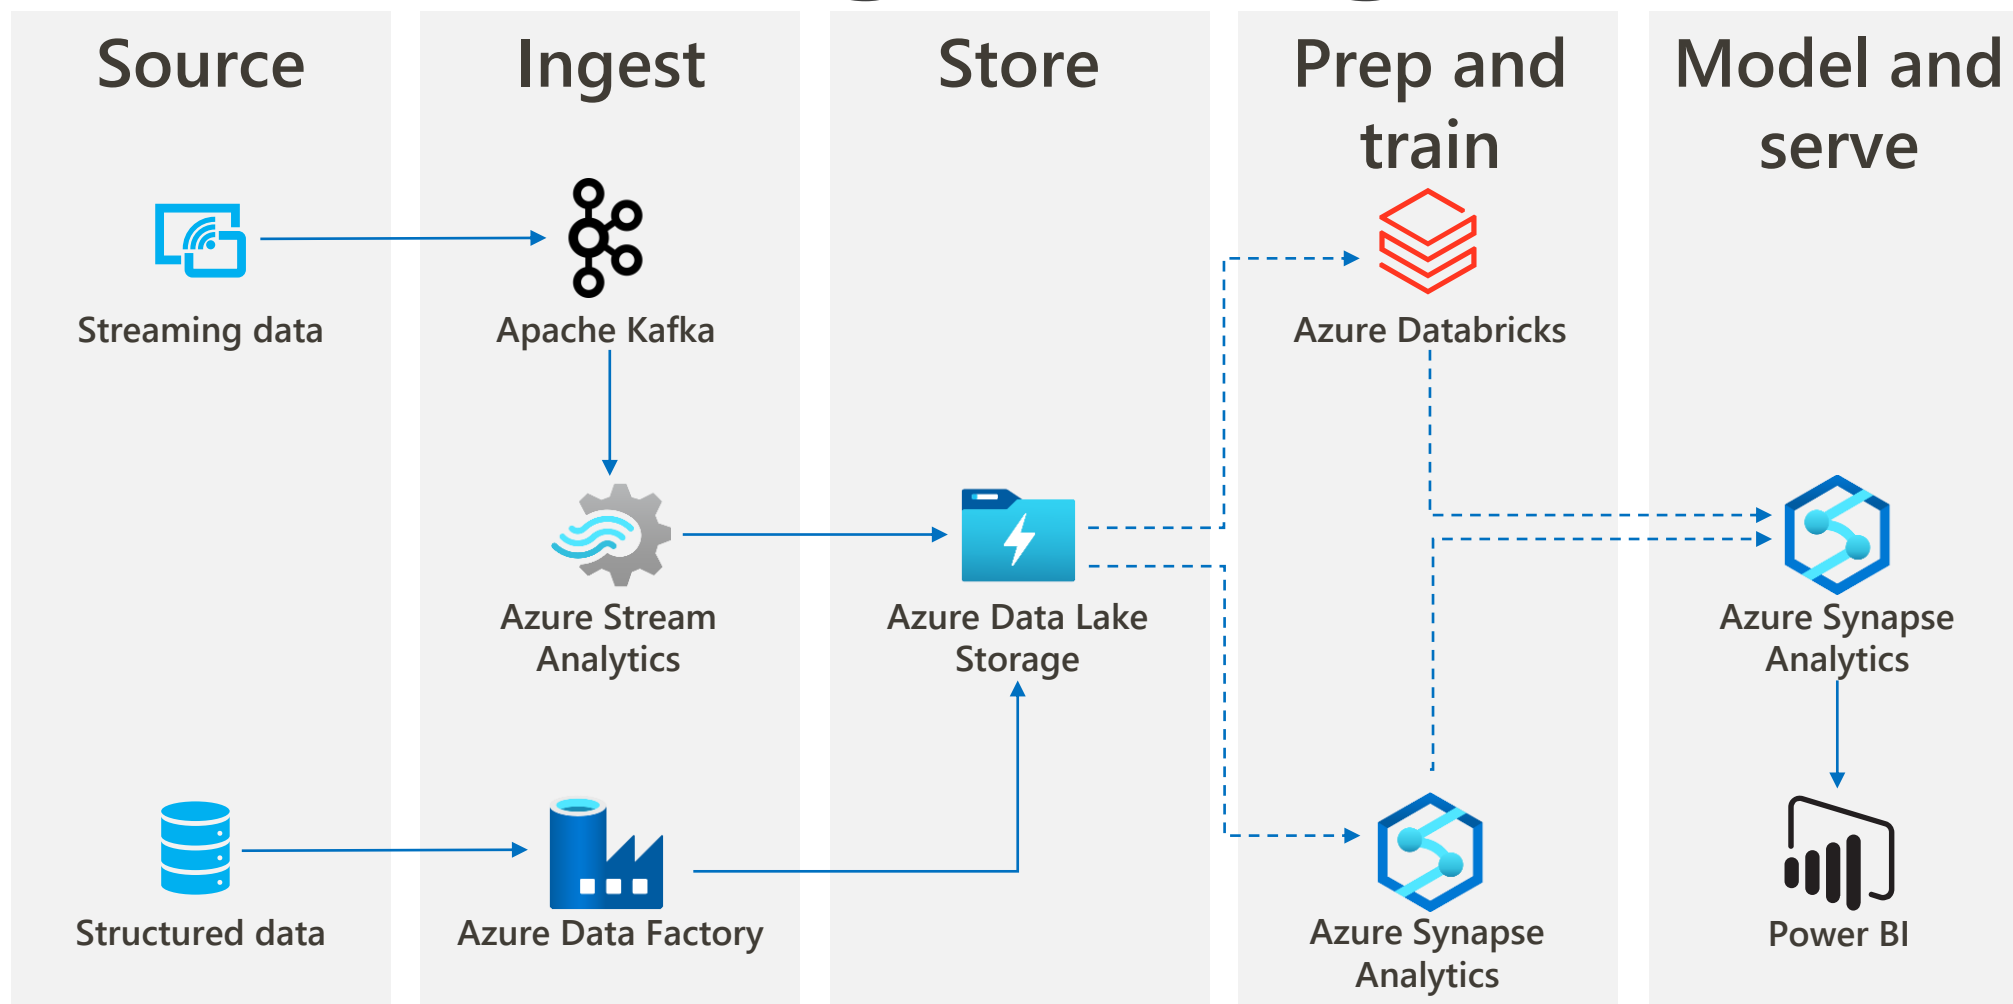 Source
Ingest
Store
Prep and
train
Model and
serve
Streaming data
Apache Kafka
Azure Databricks
Azure Stream
Analytics
Azure Data Lake
Storage
Azure Synapse
Analytics
Structured data
Azure Data Factory
Azure Synapse
Analytics
Power BI